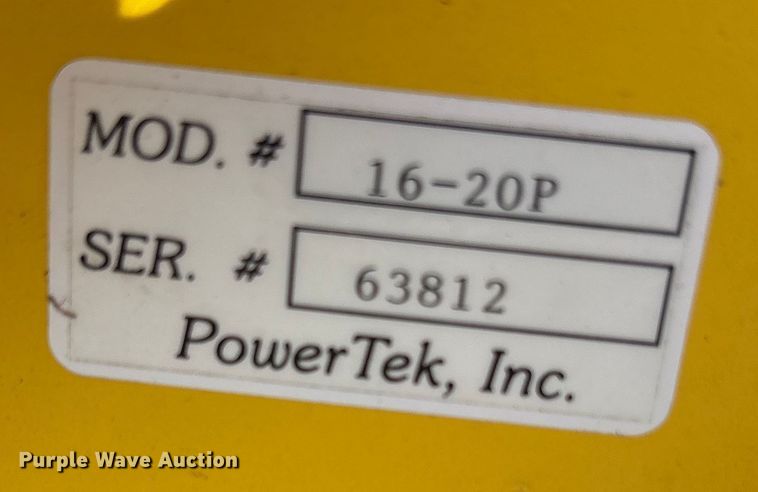 MOD. # 16-20P
SER. # 63812
PowerTek, Inc.
Purple Wave Auction